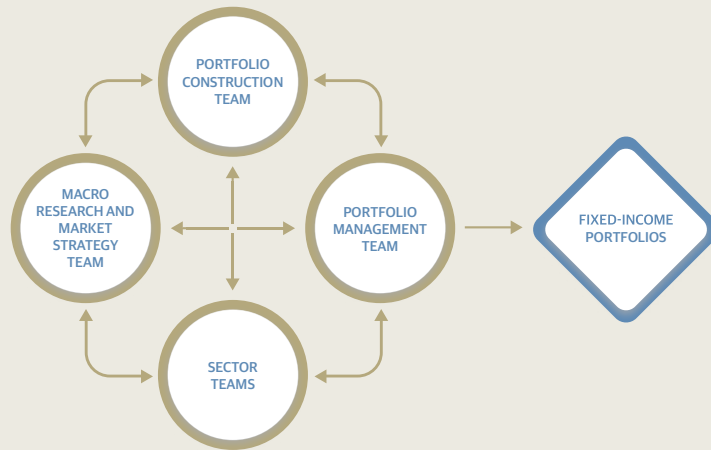 PORTFOLIO
CONSTRUCTION
TEAM
MACRO
RESEARCH AND
MARKET
STRATEGY
TEAM
PORTFOLIO
MANAGEMENT
TEAM
FIXED-INCOME
PORTFOLIOS
SECTOR
TEAMS